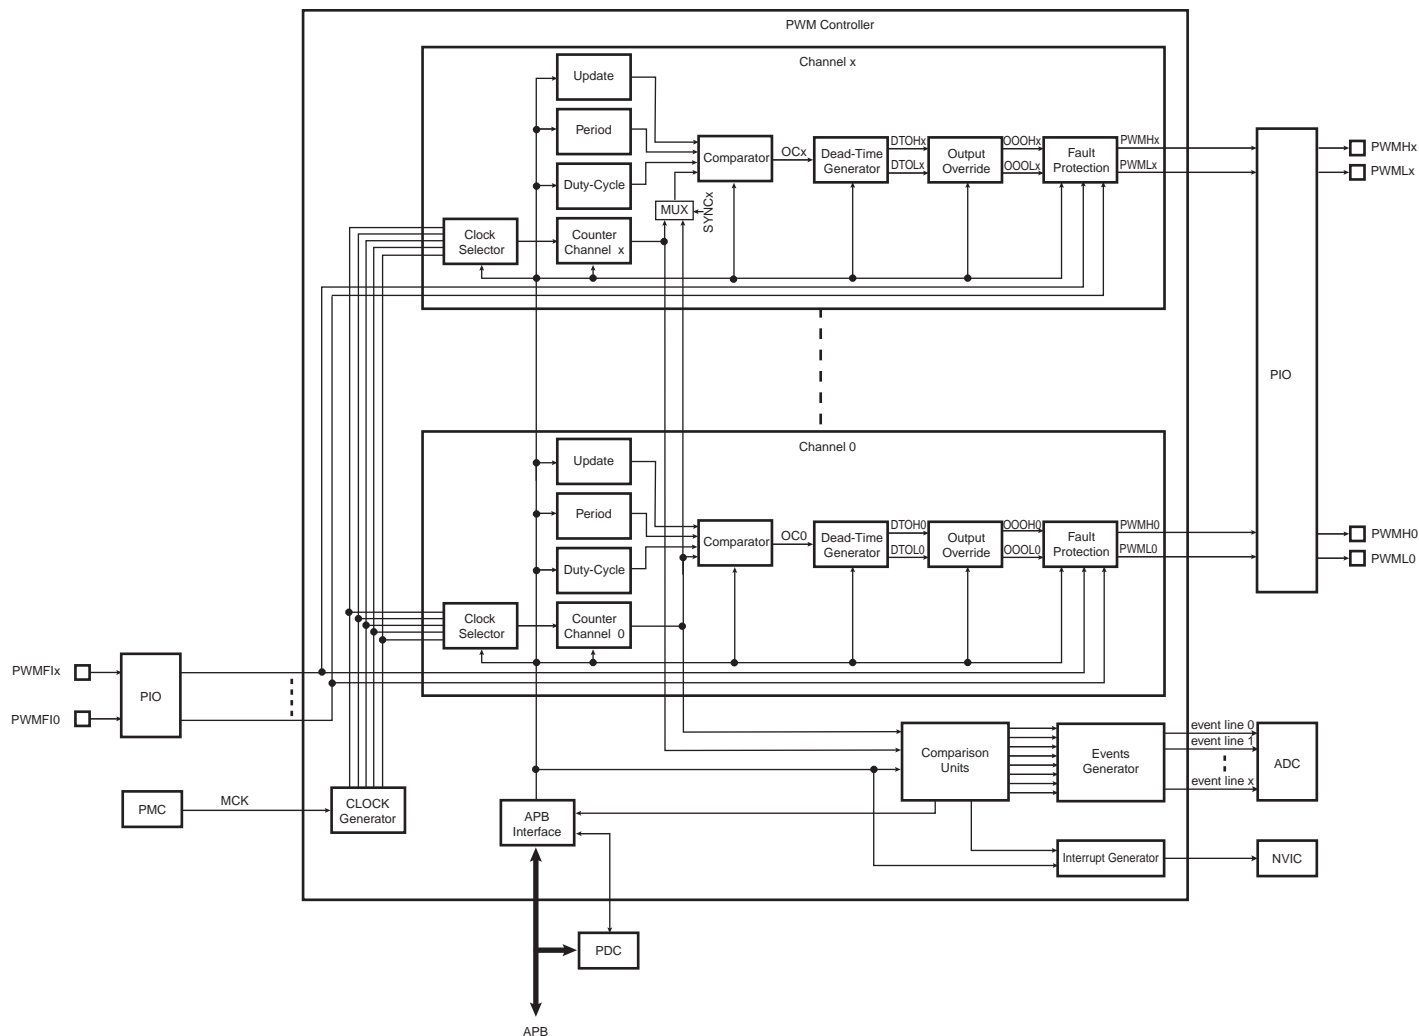 PWM Controller
Channel x
Update
Period
Comparator
OCx
Dead-Time
Generator
DTOHx
DTOLx
Output
Override
OOOHx
OOOLx
Fault
Protection
PWMHx
PWMLx
PWMHx
PWMLx
Duty-Cycle
MUX
SYNCx
Clock
Selector
Counter
Channel x
PIO
Channel 0
Update
Period
Comparator
OC0
Dead-Time
Generator
DTOH0
DTOL0
Output
Override
OOOH0
OOOL0
Fault
Protection
PWMH0
PWML0
PWMH0
PWML0
Duty-Cycle
Clock
Selector
Counter
Channel 0
PWMFIx
PIO
PWMFI0
Comparison
Units
Events
Generator
event line 0
event line 1
event line x
ADC
PMC
MCK
CLOCK
Generator
APB
Interface
Interrupt Generator
NVIC
PDC
APB